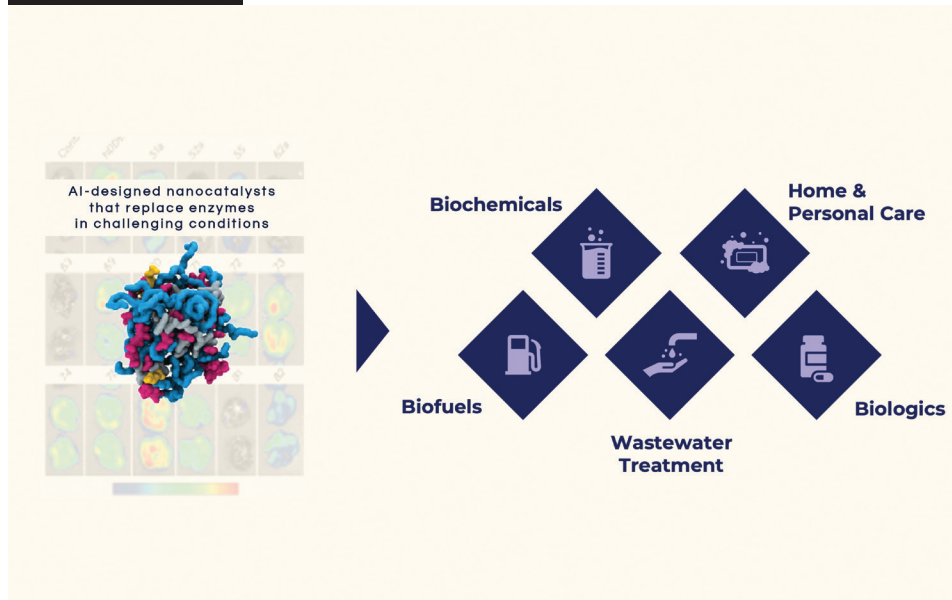 AI-designed nanocatalysts
that replace enzymes
in challenging conditions
Biochemicals
Home &
Personal Care
Biofuels
Wastewater
Treatment
Biologics